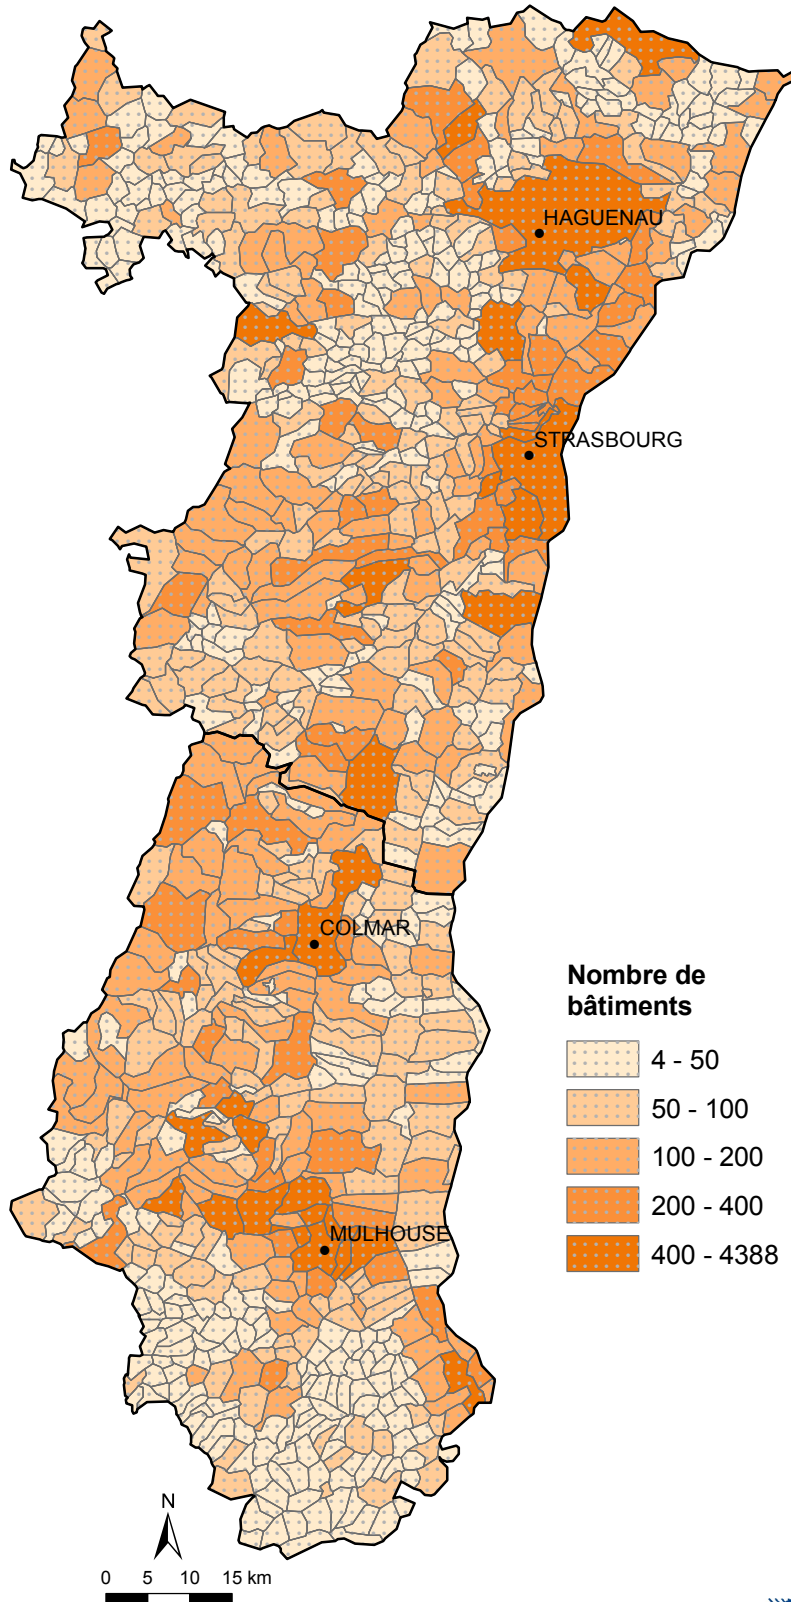 HAGUENAU
STRASBOURG
COLMAR
Nombre de
bâtiments
4 - 50
50 - 100
100 - 200
200 - 400
400 - 4388
MULHOUSE
N
0 5 10 15 km